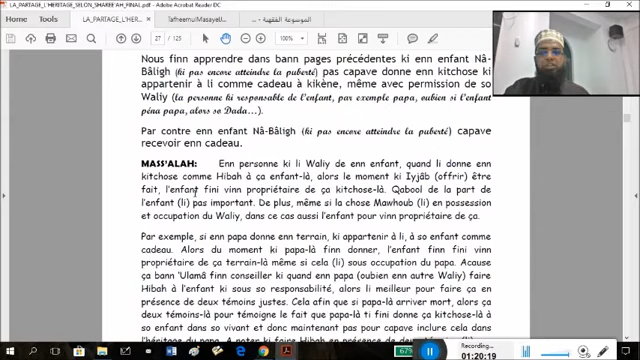 LA_PARTAGE_L'HERITAGE_SELON_SHAREE'AH_FINAL.pdf - Adobe Acrobat Reader DC
Home Tools LA_PARTAGE_L'HER... TafheemulMasayeU... الموسوعة الفقهية - ...
27 / 123 100%
Nous finn apprendre dans bann pages précédentes ki enn enfant Nâ-
Bâligh (ki pas encore atteindre la puberté) pas capave donne enn kitchose ki
appartenir à li comme cadeau à kikène, même avec permission de so
Waliy (la personne ki responsable de l'enfant, par exemple papa, oubien si l'enfant
péna papa, alors so Dada...).
Par contre enn enfant Nâ-Bâligh (ki pas encore atteindre la puberté) capave
recevoir enn cadeau.
MASS'ALAH: Enn personne ki li Waliy de enn enfant, quand li donne enn
kitchose comme Hibah à ça enfant-là, alors le moment ki Iyjâb (offrir) être
fait, l'enfant fini vinn propriétaire de ça kitchose-là. Qabool de la part de
l'enfant (li) pas important. De plus, même si la chose Mawhoub (li) en possession
et occupation du Waliy, dans ce cas aussi l'enfant pour vinn propriétaire de ça.
Par exemple, si enn papa donne enn terrain, ki appartenir à li, à so enfant comme
cadeau. Alors du moment ki papa-là finn donner, l'enfant finn fini vinn
propriétaire de ça terrain-là même si cela (li) sous occupation du papa. Acause
ça bann 'Ulamâ finn conseiller ki quand enn papa (oubien enn autre Waliy) faire
Hibah à l'enfant ki sous so responsabilité, alors li meilleur pour faire ça en
présence de deux témoins justes. Cela afin que si papa-là arriver mort, alors ça
deux témoins-là pour témoigne le fait que papa-là ti finn donne ça kitchose-là à
so enfant dans so vivant et donc maintenant pas pour capave inclure cela dans
Recording...
67%
1:20:19